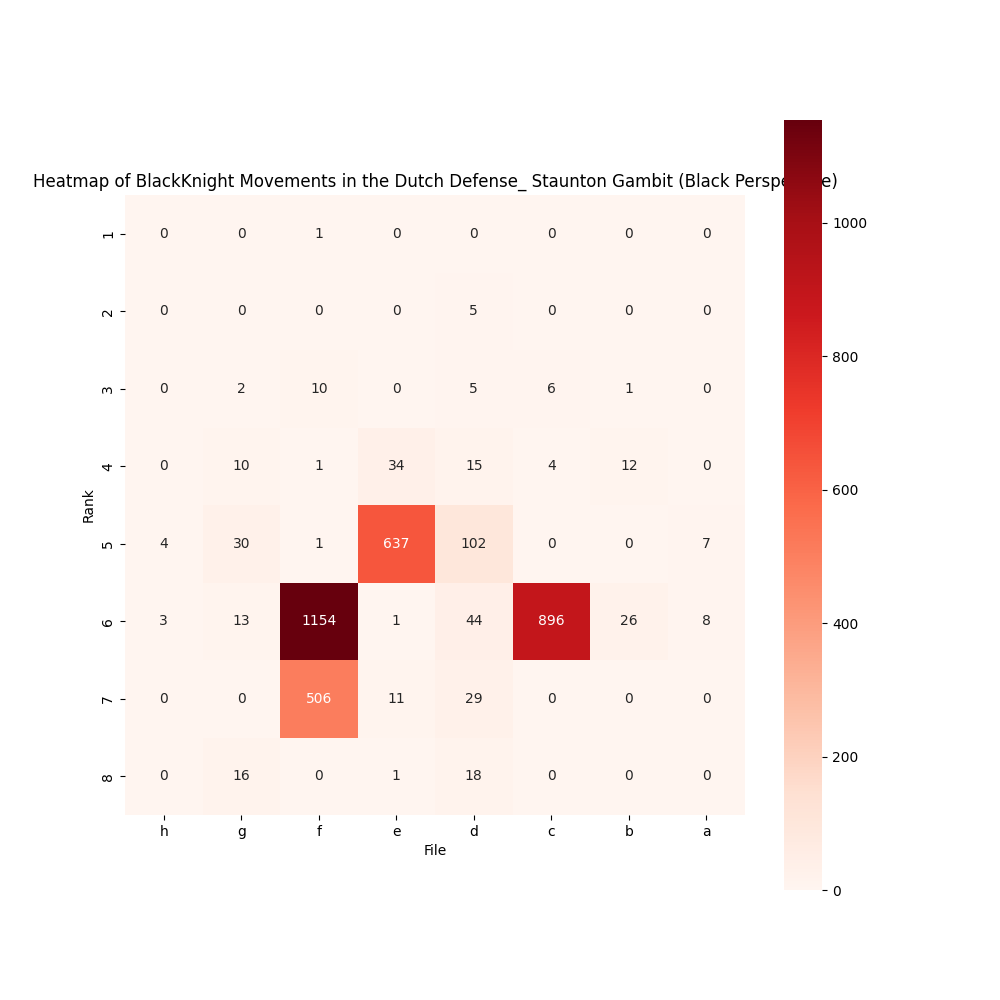 Heatmap of BlackKnight Movements in the Dutch Defense_ Staunton Gambit (Black Perspe e)
1 0 0 1 0 0 0 0 0
2 0 0 0 0 5 0 0 0
3 0 2 10 0 5 6 1 0
4 0 10 1 34 15 4 12 0
5 4 30 1 637 102 0 0 7
6 3 13 1154 1 44 896 26 8
7 0 0 506 11 29 0 0 0
8 0 16 0 1 18 0 0 0
h g f e d c b a
File
Rank
1000
800
600
400
200
0